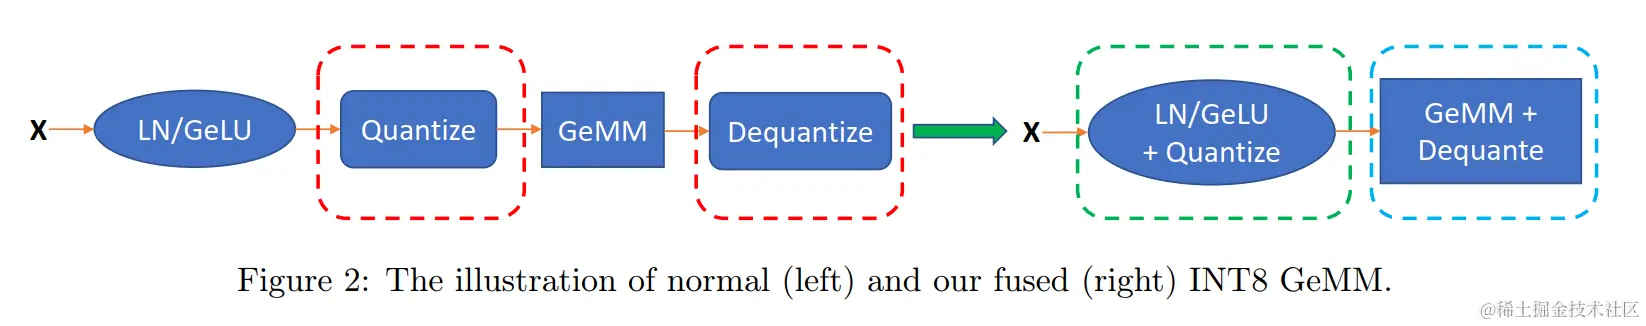 X
LN/GeLU
Quantize
GeMM
Dequantize
X
LN/GeLU
+ Quantize
GeMM +
Dequante
Figure 2: The illustration of normal (left) and our fused (right) INT8 GeMM.
@稀土掘金技术社区